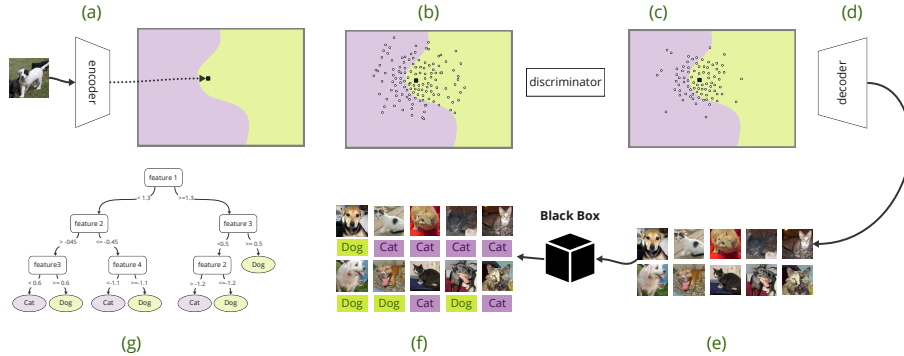 (a)
(b)
(c)
(d)
encoder
discriminator
decoder
feature 1
< 1.3
>=1.3
feature 2
feature 3
> -045
<= -0.45
<0.5
>= 0.5
feature3
feature 4
feature 2
Dog
< 0.6
>= 0.6
<-1.1
>=-1.1
> -1.2
<=-1.2
Cat
Dog
Cat
Dog
Cat
Dog
Dog
Cat
Cat
Cat
Cat
Dog
Dog
Cat
Dog
Cat
Black Box
(g)
(f)
(e)